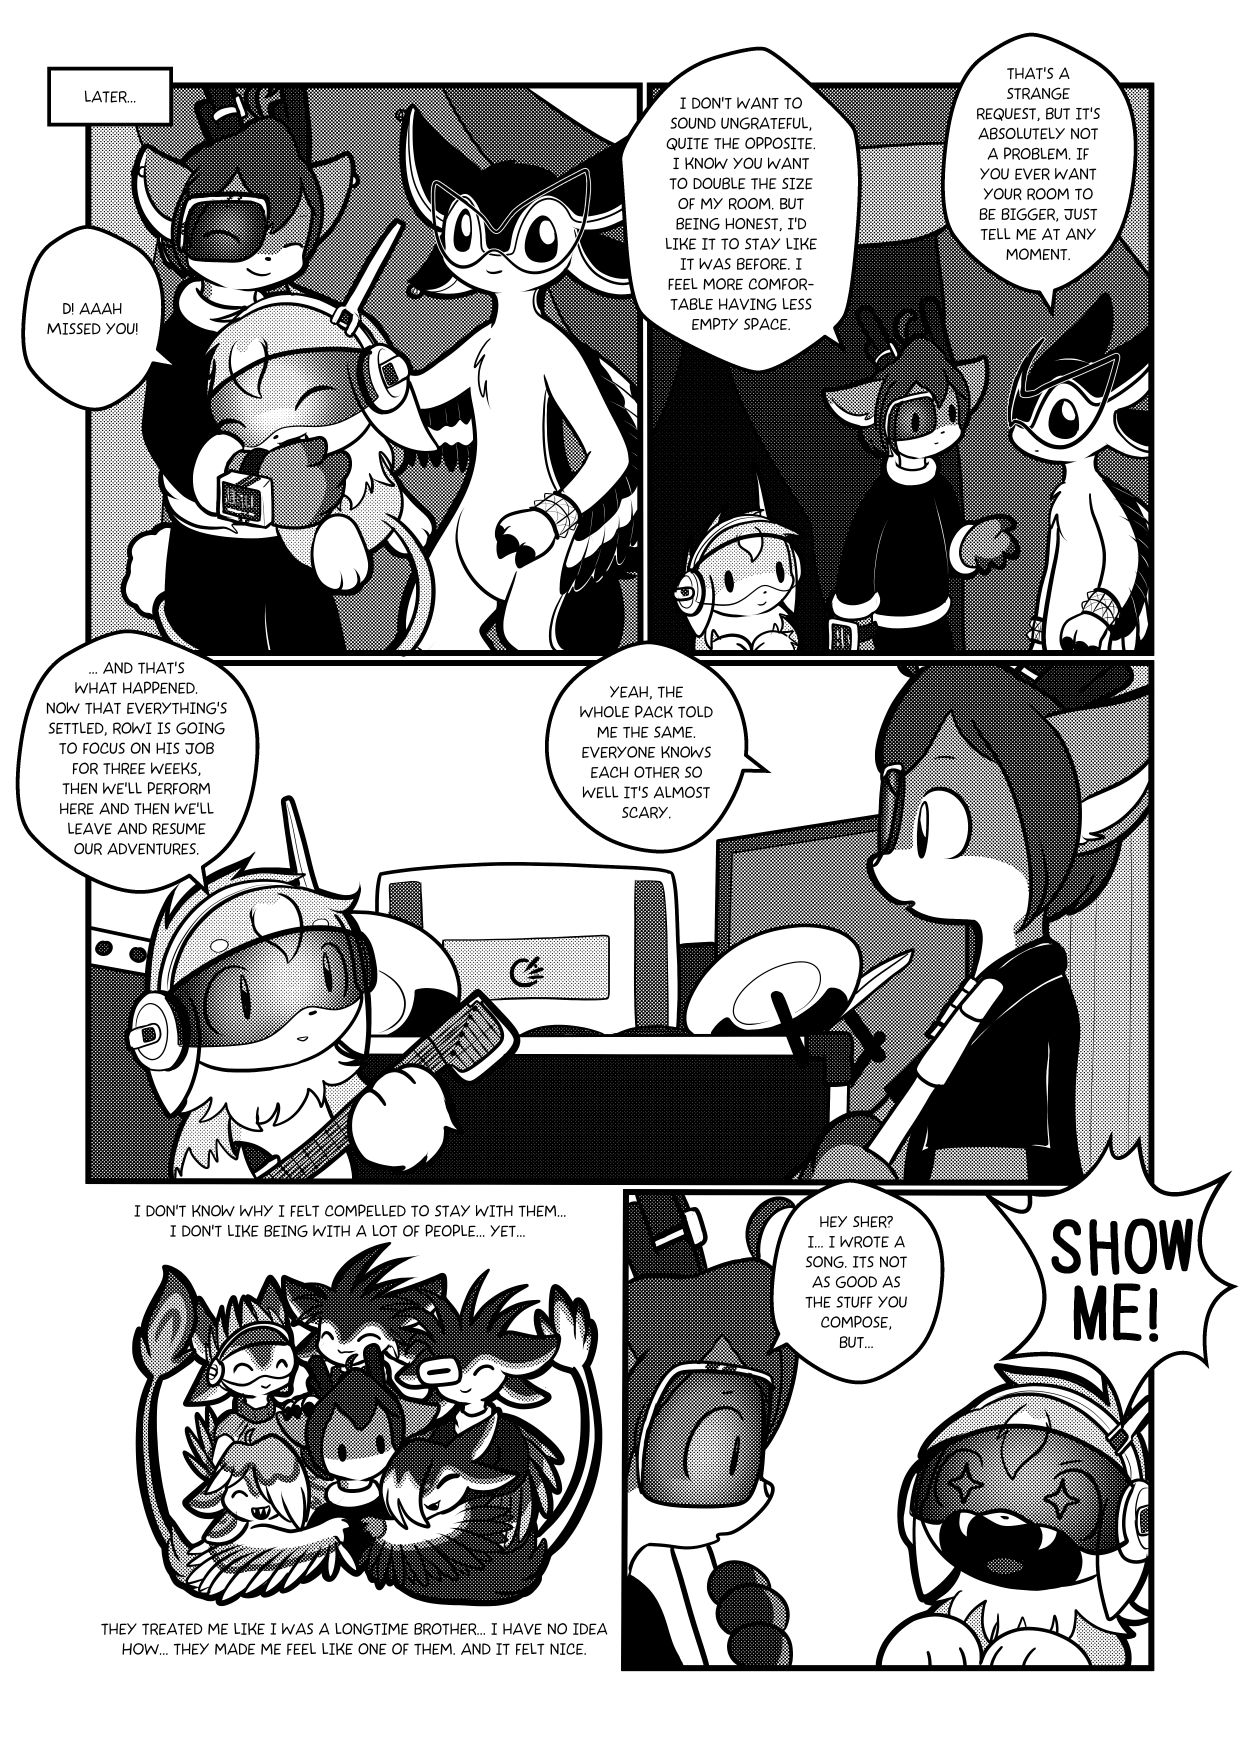 LATER...
D! AAAH
MISSED YOU!
I DON'T WANT TO
SOUND UNGRATEFUL,
QUITE THE OPPOSITE.
I KNOW YOU WANT
TO DOUBLE THE SIZE
OF MY ROOM. BUT
BEING HONEST, I'D
LIKE IT TO STAY LIKE
IT WAS BEFORE. I
FEEL MORE COMFOR-
TABLE HAVING LESS
EMPTY SPACE.
THAT'S A
STRANGE
REQUEST, BUT IT'S
ABSOLUTELY NOT
A PROBLEM. IF
YOU EVER WANT
YOUR ROOM TO
BE BIGGER, JUST
TELL ME AT ANY
MOMENT.
... AND THAT'S
WHAT HAPPENED.
NOW THAT EVERYTHING'S
SETTLED, ROWI IS GOING
TO FOCUS ON HIS JOB
FOR THREE WEEKS,
THEN WE'LL PERFORM
HERE AND THEN WE'LL
LEAVE AND RESUME
OUR ADVENTURES.
YEAH, THE
WHOLE PACK TOLD
ME THE SAME.
EVERYONE KNOWS
EACH OTHER SO
WELL IT'S ALMOST
SCARY.
I DON'T KNOW WHY I FELT COMPELLED TO STAY WITH THEM...
I DON'T LIKE BEING WITH A LOT OF PEOPLE... YET...
THEY TREATED ME LIKE I WAS A LONGTIME BROTHER... I HAVE NO IDEA
HOW... THEY MADE ME FEEL LIKE ONE OF THEM. AND IT FELT NICE.
HEY SHER?
I... I WROTE A
SONG. ITS NOT
AS GOOD AS
THE STUFF YOU
COMPOSE,
BUT...
SHOW
ME!